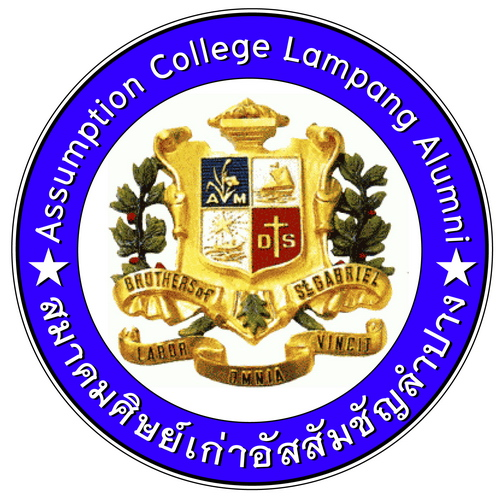 Assumption College Lampang Alumni
AM
DS
BROTHERS of St GABRIEL
LABOR OMNIA VINCIT
สมาคมศิษย์เก่าอัสสัมชัญลำปาง